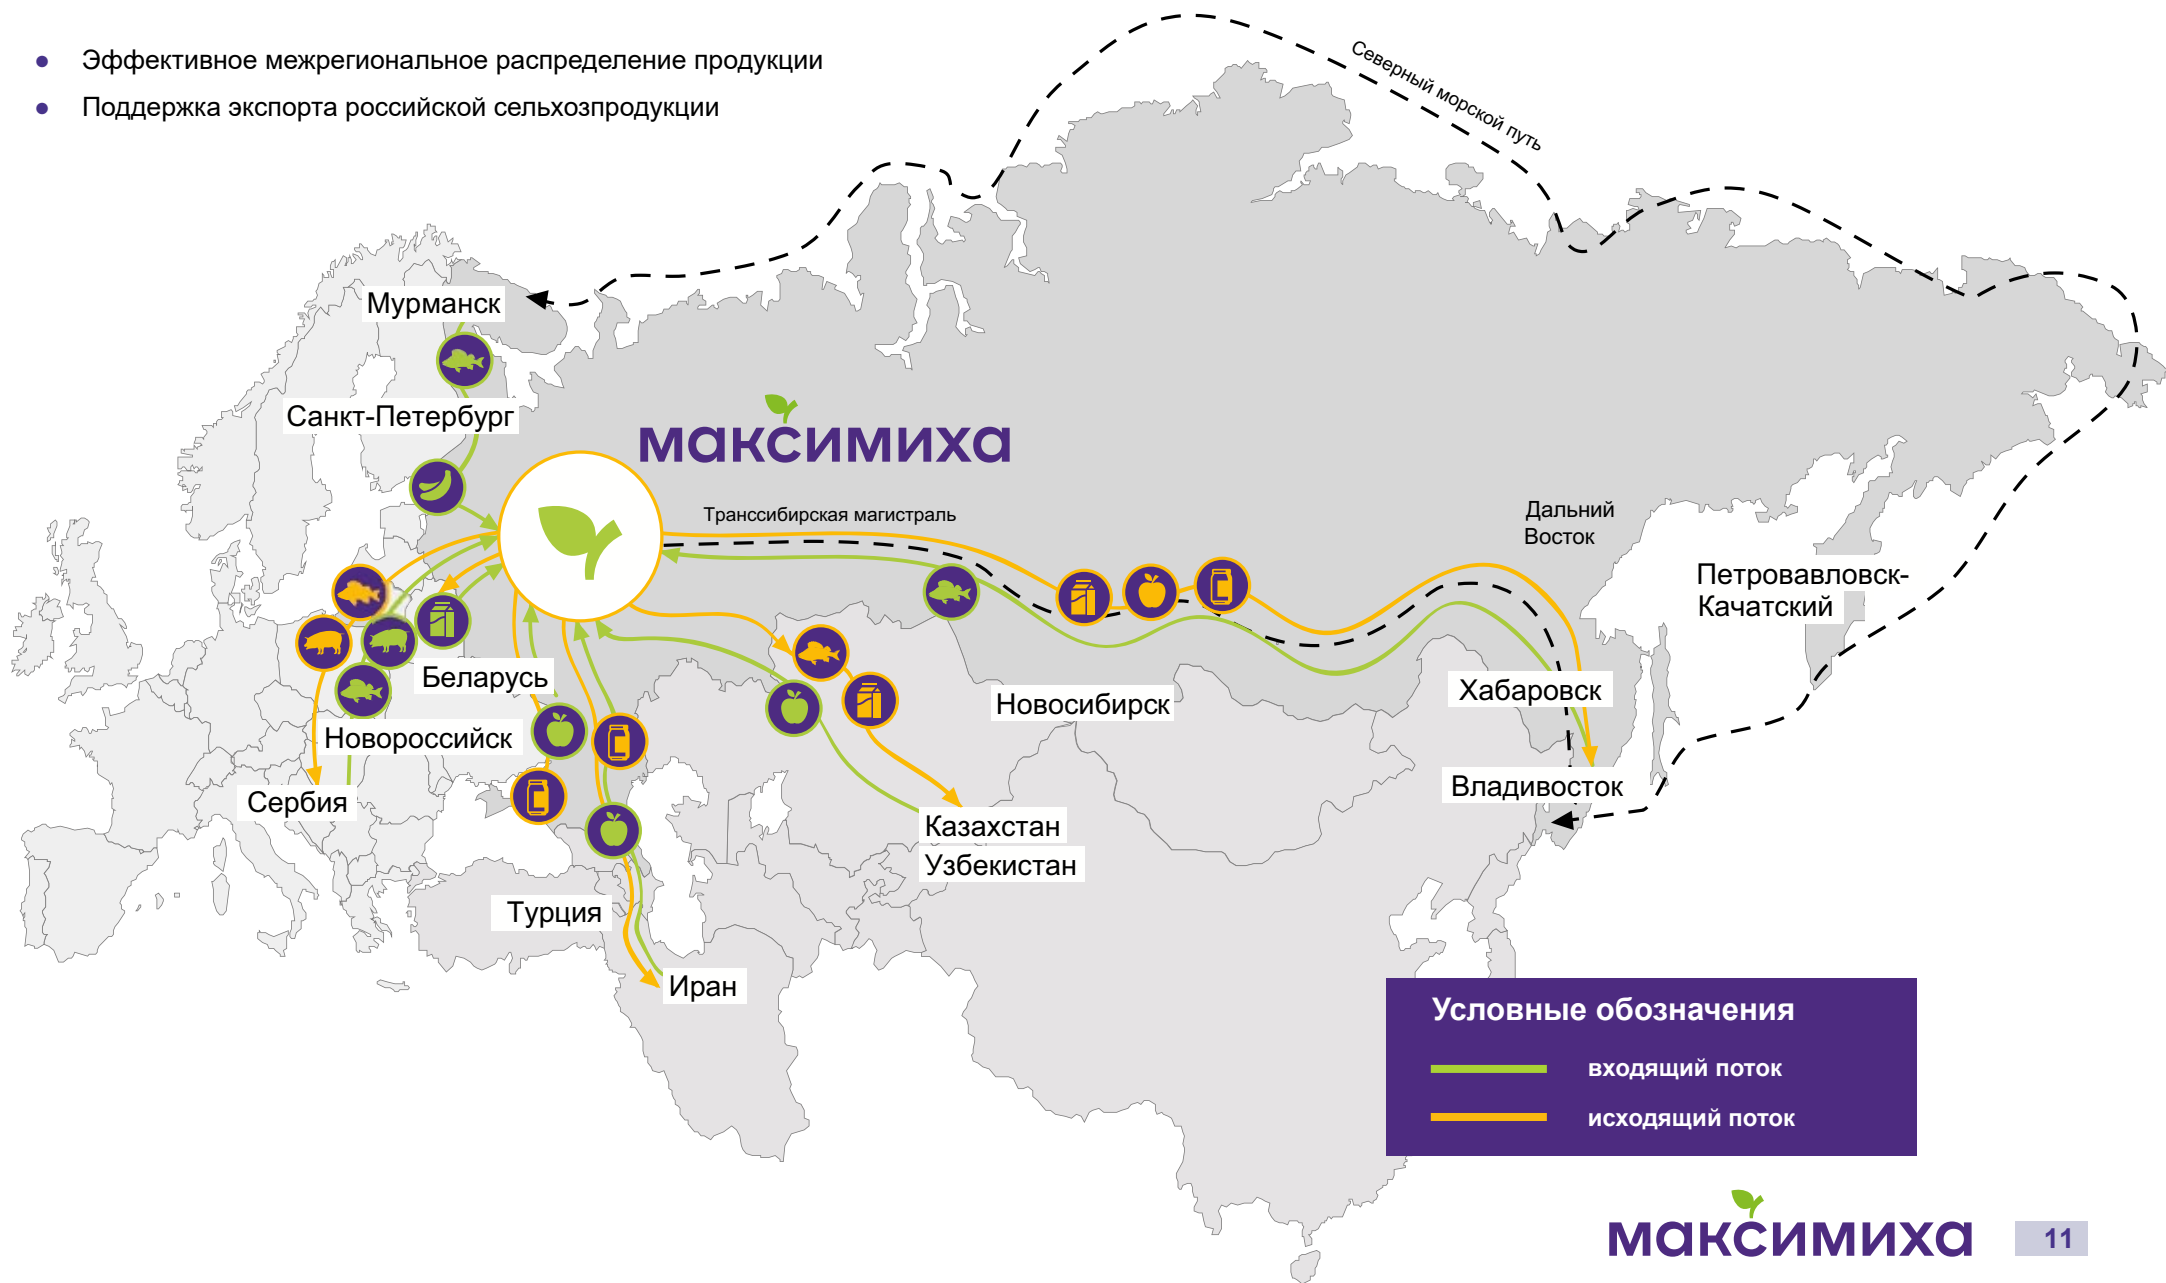 Эффективное межрегиональное распределение продукции
Поддержка экспорта российской сельхозпродукции
Северный морской путь
Мурманск
Санкт-Петербург
максимиха
Транссибирская магистраль
Дальний
Восток
Петровавловск-
Качатский
Беларусь
Новосибирск
Хабаровск
Новороссийск
Владивосток
Сербия
Казахстан
Узбекистан
Турция
Иран
Условные обозначения
входящий поток
исходящий поток
максимиха
11